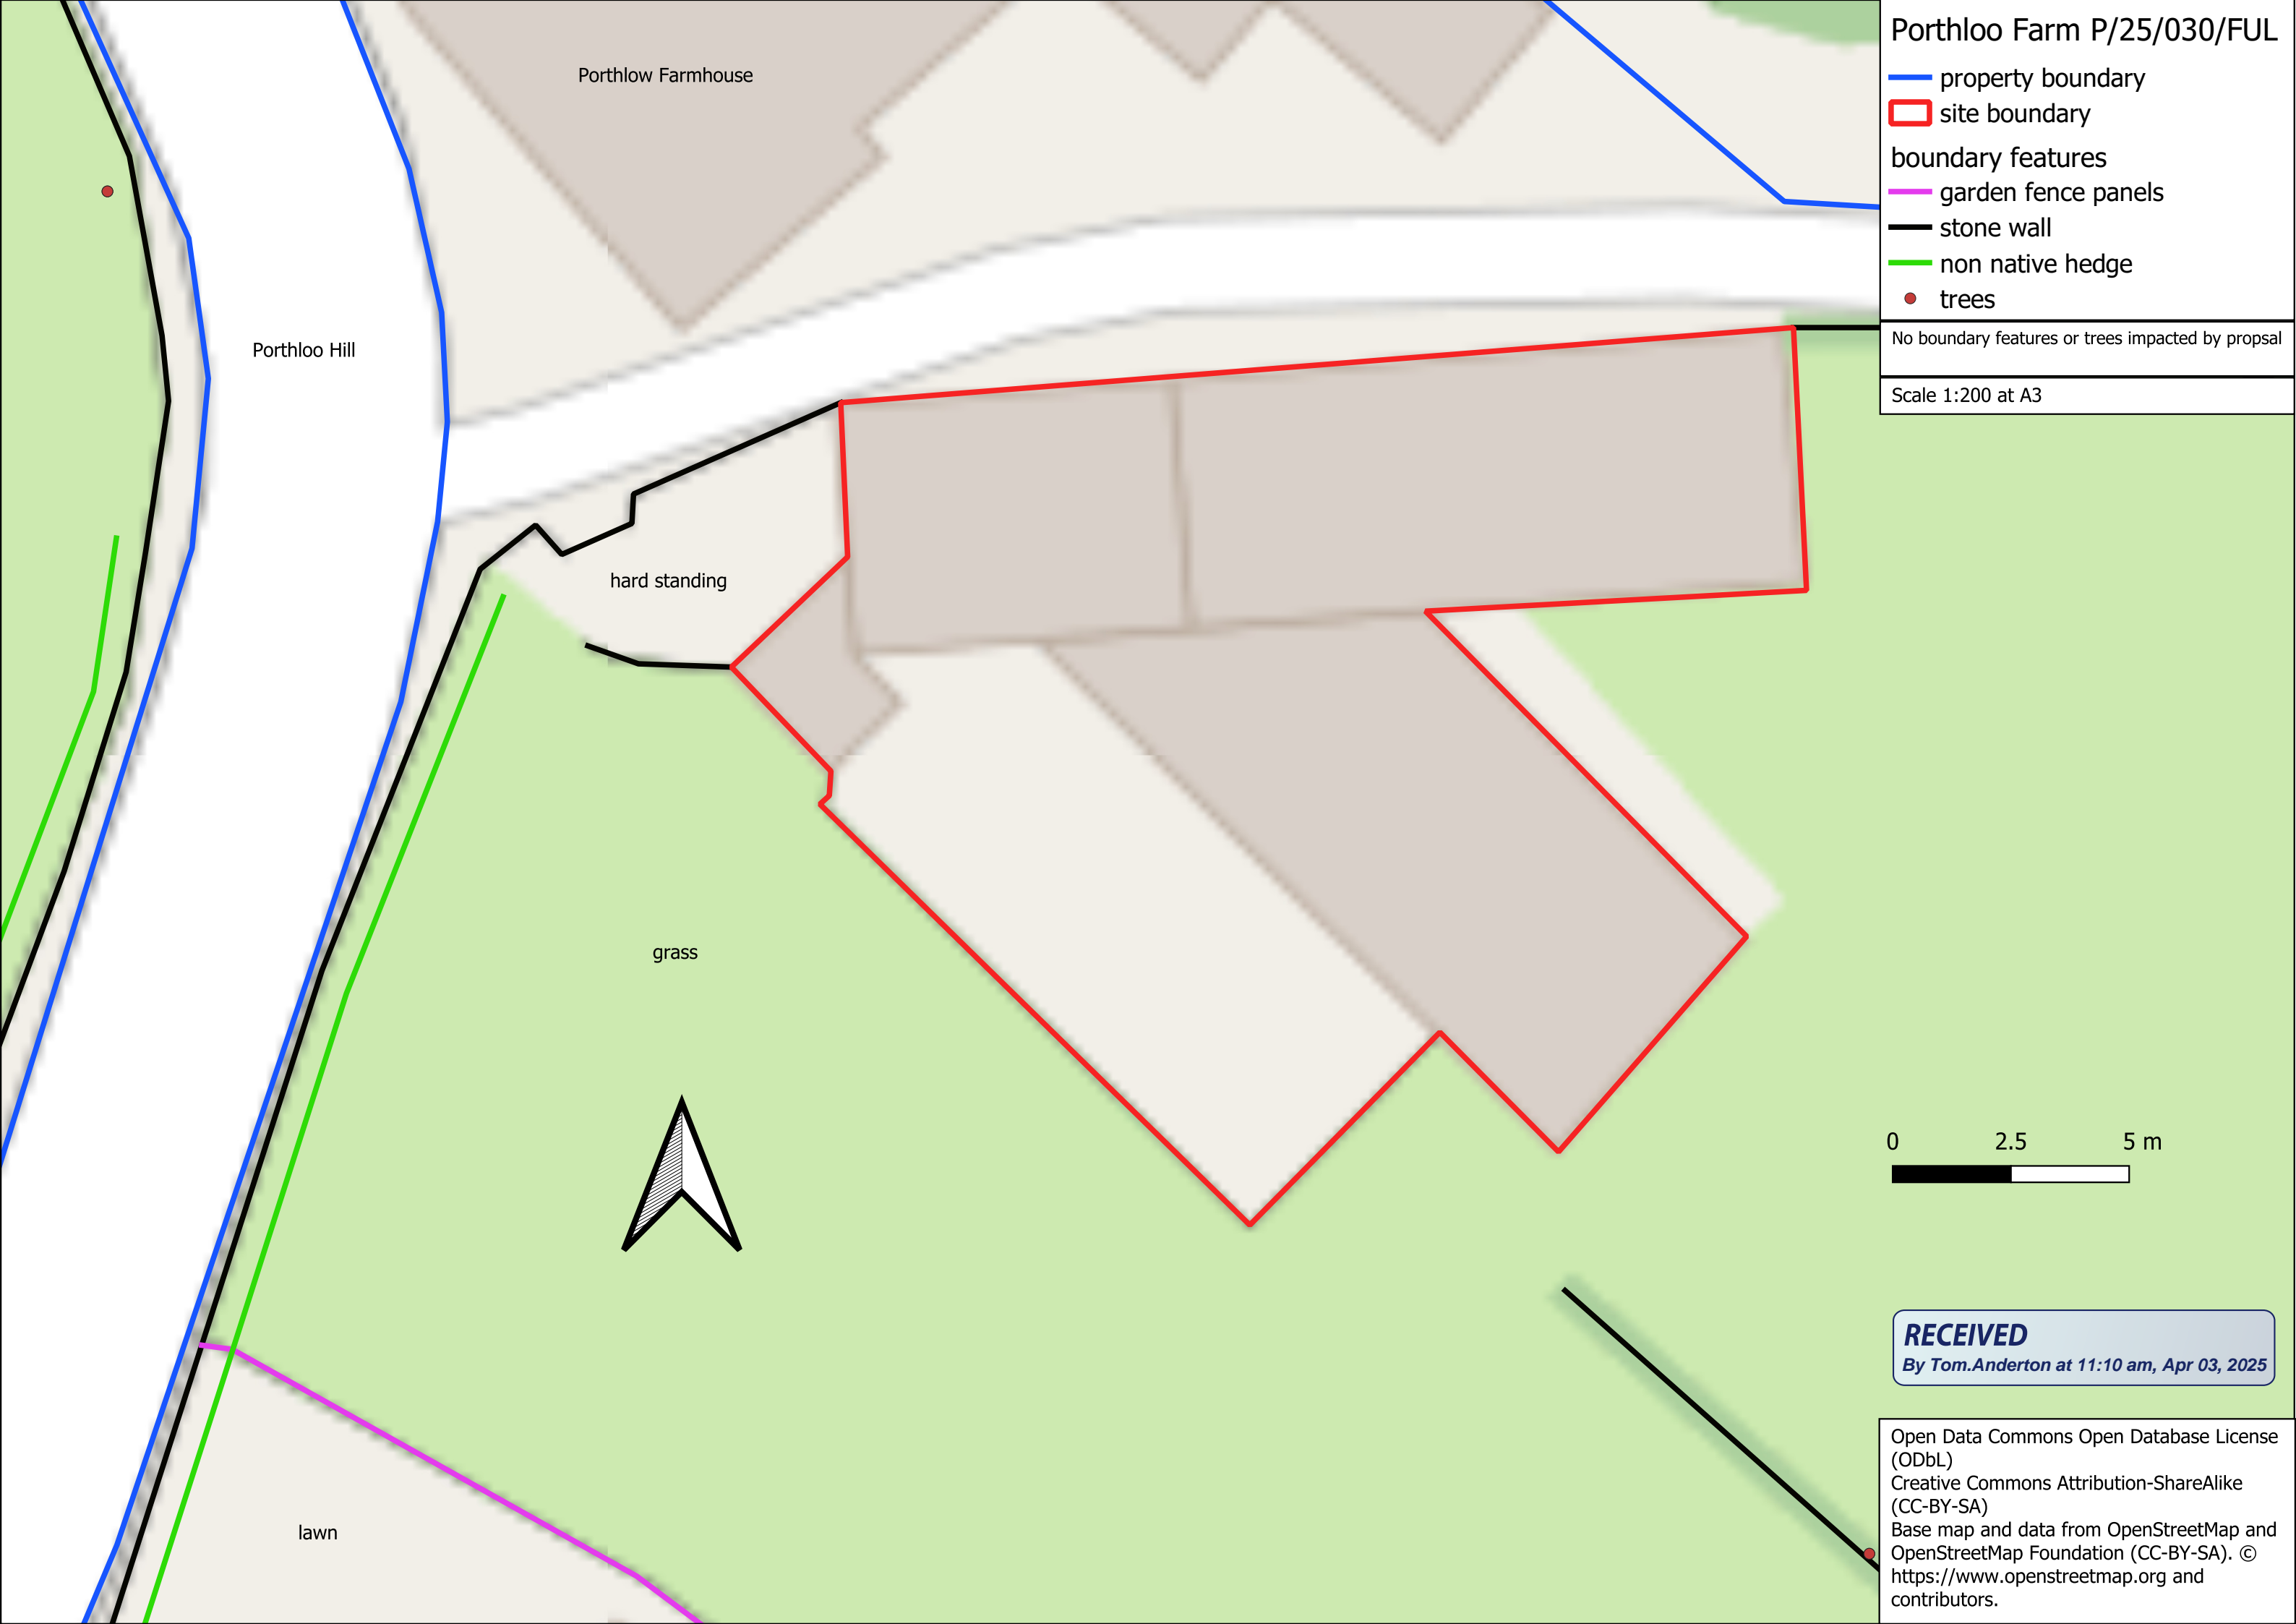 Porthloo Farm P/25/030/FUL
property boundary
site boundary
boundary features
garden fence panels
stone wall
non native hedge
trees
No boundary features or trees impacted by propsal
Scale 1:200 at A3
Porthlow Farmhouse
Porthloo Hill
hard standing
grass
lawn
0 2.5 5 m
RECEIVED
By Tom.Anderton at 11:10 am, Apr 03, 2025
Open Data Commons Open Database License
(ODbL)
Creative Commons Attribution-ShareAlike
(CC-BY-SA)
Base map and data from OpenStreetMap and
OpenStreetMap Foundation (CC-BY-SA). ©
https://www.openstreetmap.org and
contributors.